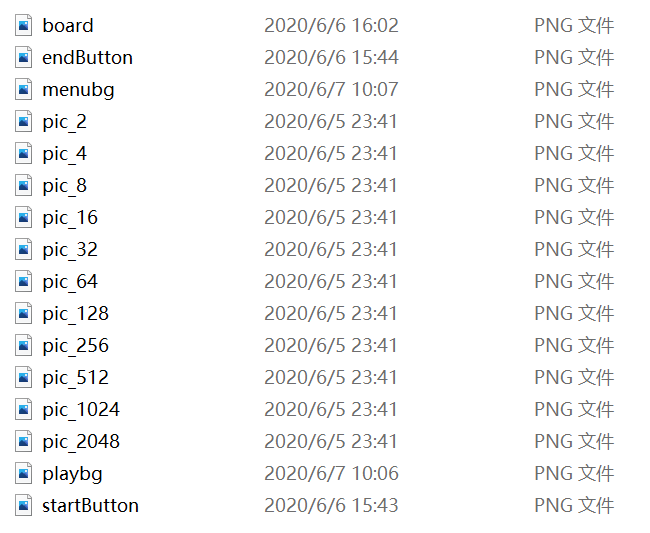 board 2020/6/6 16:02 PNG 文件
endButton 2020/6/6 15:44 PNG 文件
menubg 2020/6/7 10:07 PNG 文件
pic_2 2020/6/5 23:41 PNG 文件
pic_4 2020/6/5 23:41 PNG 文件
pic_8 2020/6/5 23:41 PNG 文件
pic_16 2020/6/5 23:41 PNG 文件
pic_32 2020/6/5 23:41 PNG 文件
pic_64 2020/6/5 23:41 PNG 文件
pic_128 2020/6/5 23:41 PNG 文件
pic_256 2020/6/5 23:41 PNG 文件
pic_512 2020/6/5 23:41 PNG 文件
pic_1024 2020/6/5 23:41 PNG 文件
pic_2048 2020/6/5 23:41 PNG 文件
playbg 2020/6/7 10:06 PNG 文件
startButton 2020/6/6 15:43 PNG 文件